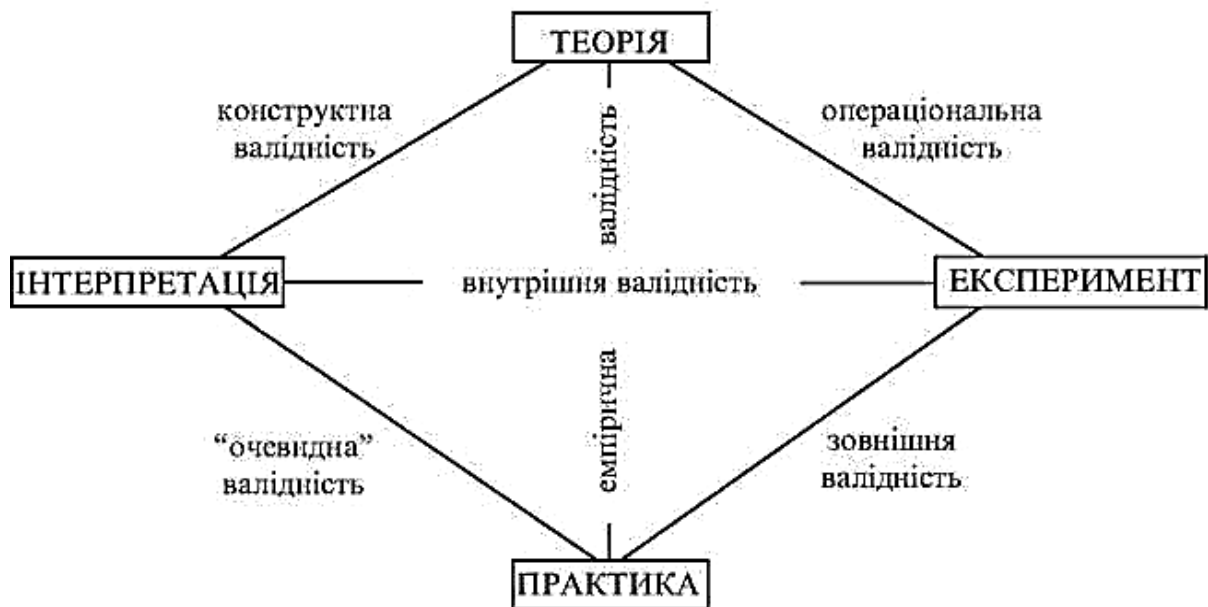 ТЕОРІЯ
конструктна
валідність
операціональна
валідність
валідність
ІНТЕРПРЕТАЦІЯ
внутрішня валідність
ЕКСПЕРИМЕНТ
емпірична
“очевидна”
валідність
зовнішня
валідність
ПРАКТИКА